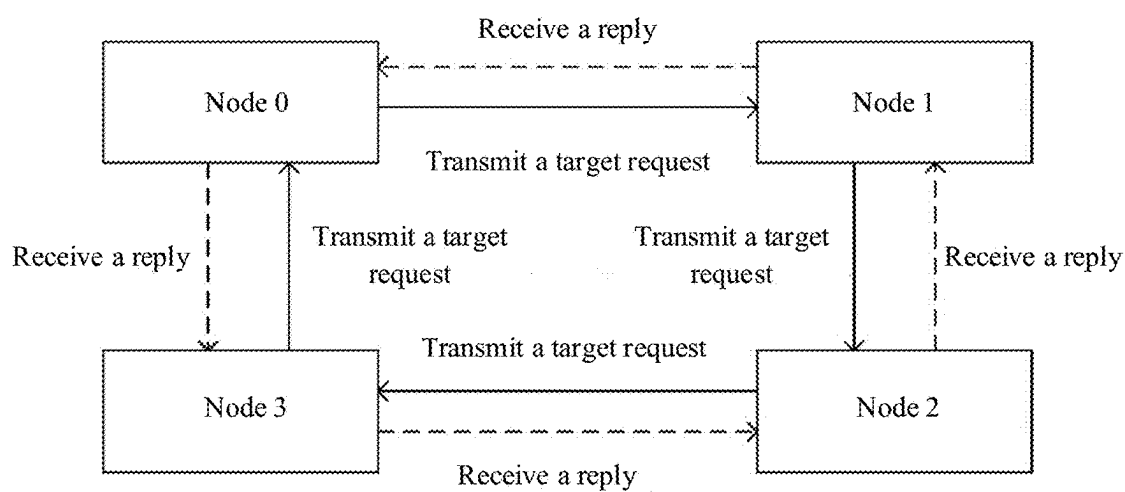 Receive a reply
Node 0
Node 1
Transmit a target request
Receive a reply
Transmit a target
request
Transmit a target
request
Receive a reply
Transmit a target request
Node 3
Node 2
Receive a reply